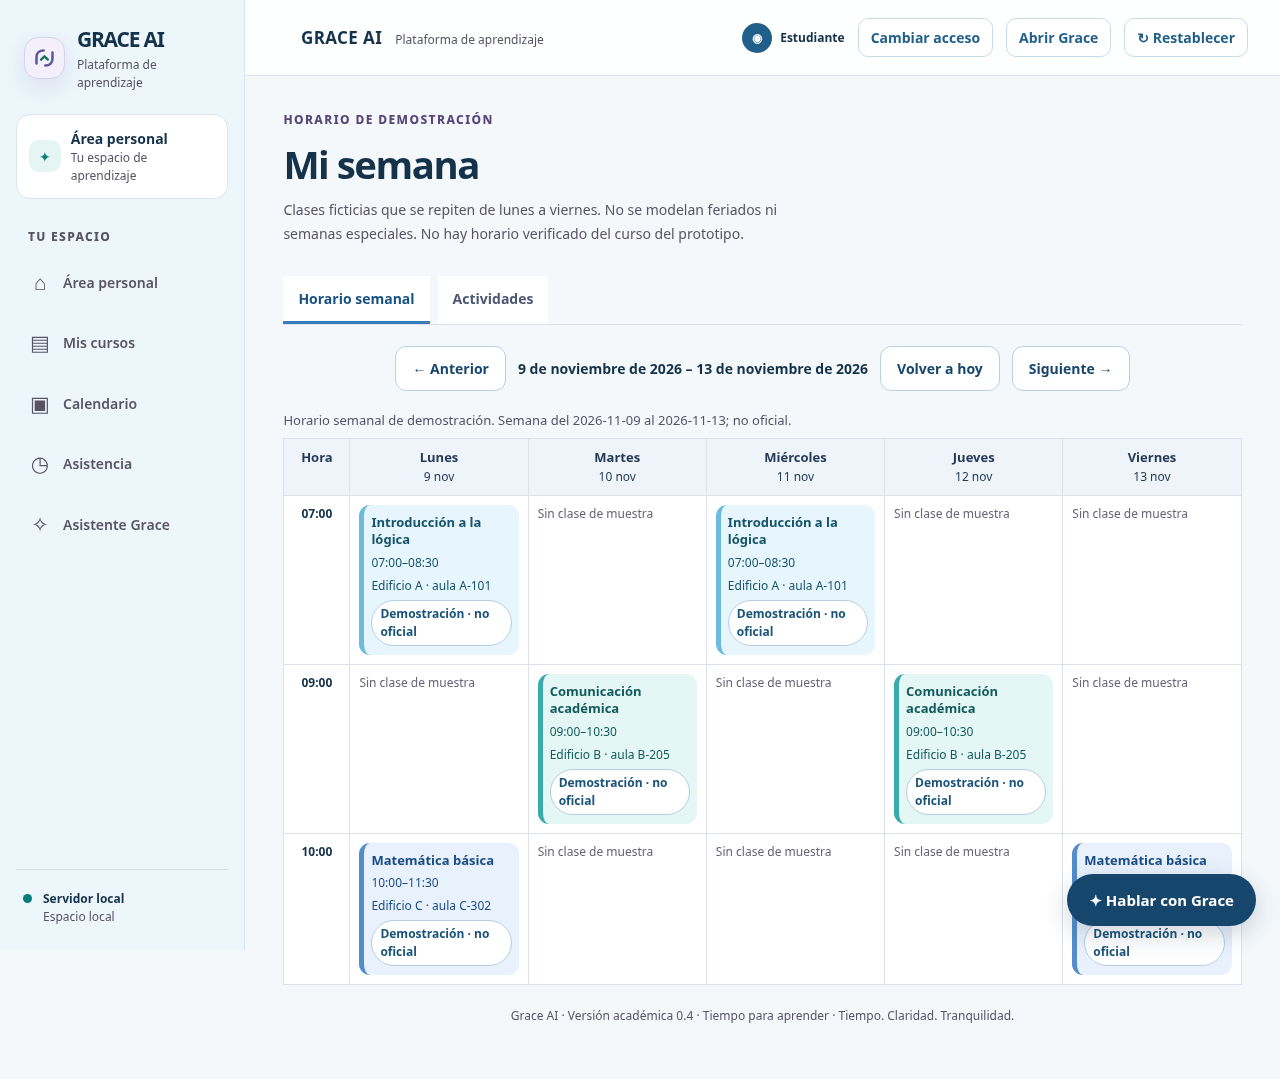 GRACE AI
Plataforma de
aprendizaje
Área personal
Tu espacio de
aprendizaje
TU ESPACIO
Área personal
Mis cursos
Calendario
Asistencia
Asistente Grace
Servidor local
Espacio local
GRACE AI Plataforma de aprendizaje
Estudiante
Cambiar acceso
Abrir Grace
↻ Restablecer
HORARIO DE DEMOSTRACIÓN
Mi semana
Clases ficticias que se repiten de lunes a viernes. No se modelan feriados ni
semanas especiales. No hay horario verificado del curso del prototipo.
Horario semanal
Actividades
← Anterior
9 de noviembre de 2026 – 13 de noviembre de 2026
Volver a hoy
Siguiente →
Horario semanal de demostración. Semana del 2026-11-09 al 2026-11-13; no oficial.
Hora
Lunes
9 nov
Martes
10 nov
Miércoles
11 nov
Jueves
12 nov
Viernes
13 nov
07:00
Introducción a la
lógica
07:00–08:30
Edificio A · aula A-101
Demostración · no
oficial
Sin clase de muestra
Introducción a la
lógica
07:00–08:30
Edificio A · aula A-101
Demostración · no
oficial
Sin clase de muestra
Sin clase de muestra
09:00
Sin clase de muestra
Comunicación
académica
09:00–10:30
Edificio B · aula B-205
Demostración · no
oficial
Sin clase de muestra
Comunicación
académica
09:00–10:30
Edificio B · aula B-205
Demostración · no
oficial
Sin clase de muestra
10:00
Matemática básica
10:00–11:30
Edificio C · aula C-302
Demostración · no
oficial
Sin clase de muestra
Sin clase de muestra
Sin clase de muestra
Matemática básica
✦ Hablar con Grace
Demostración · no
oficial
Grace AI · Versión académica 0.4 · Tiempo para aprender · Tiempo. Claridad. Tranquilidad.